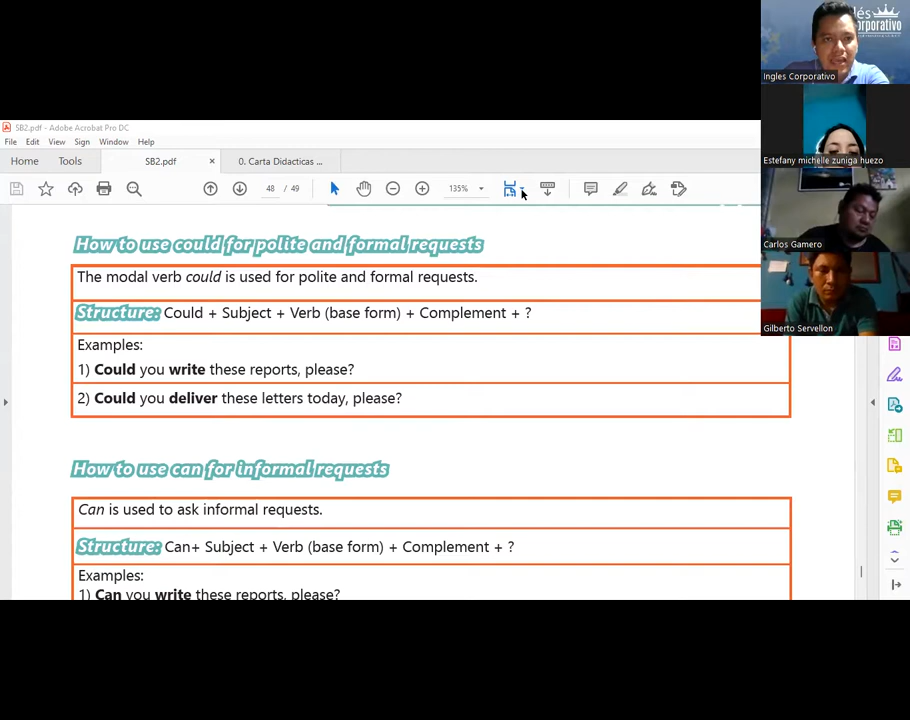 lés
orporativo
Ingles Corporativo
SB2.pdf - Adobe Acrobat Pro DC
File Edit View Sign Window Help
Home Tools SB2.pdf × 0. Carta Didacticas ...
48 / 49 135%
Estefany michelle zuniga huezo
Carlos Gamero
Gilberto Servellon
How to use could for polite and formal requests
The modal verb could is used for polite and formal requests.
Structure: Could + Subject + Verb (base form) + Complement + ?
Examples:
1) Could you write these reports, please?
2) Could you deliver these letters today, please?
How to use can for informal requests
Can is used to ask informal requests.
Structure: Can+ Subject + Verb (base form) + Complement + ?
Examples:
1) Can you write these reports, please?